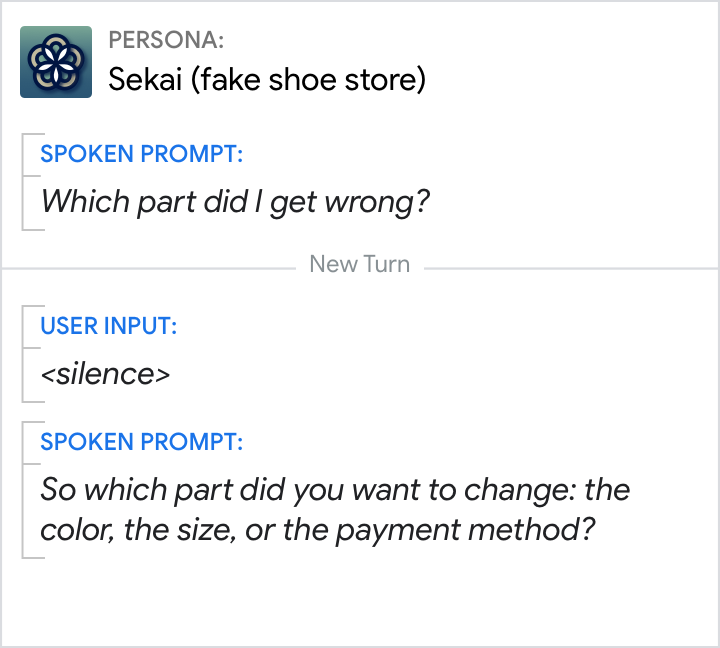 PERSONA:
Sekai (fake shoe store)
SPOKEN PROMPT:
Which part did I get wrong?
New Turn
USER INPUT:
<silence>
SPOKEN PROMPT:
So which part did you want to change: the
color, the size, or the payment method?